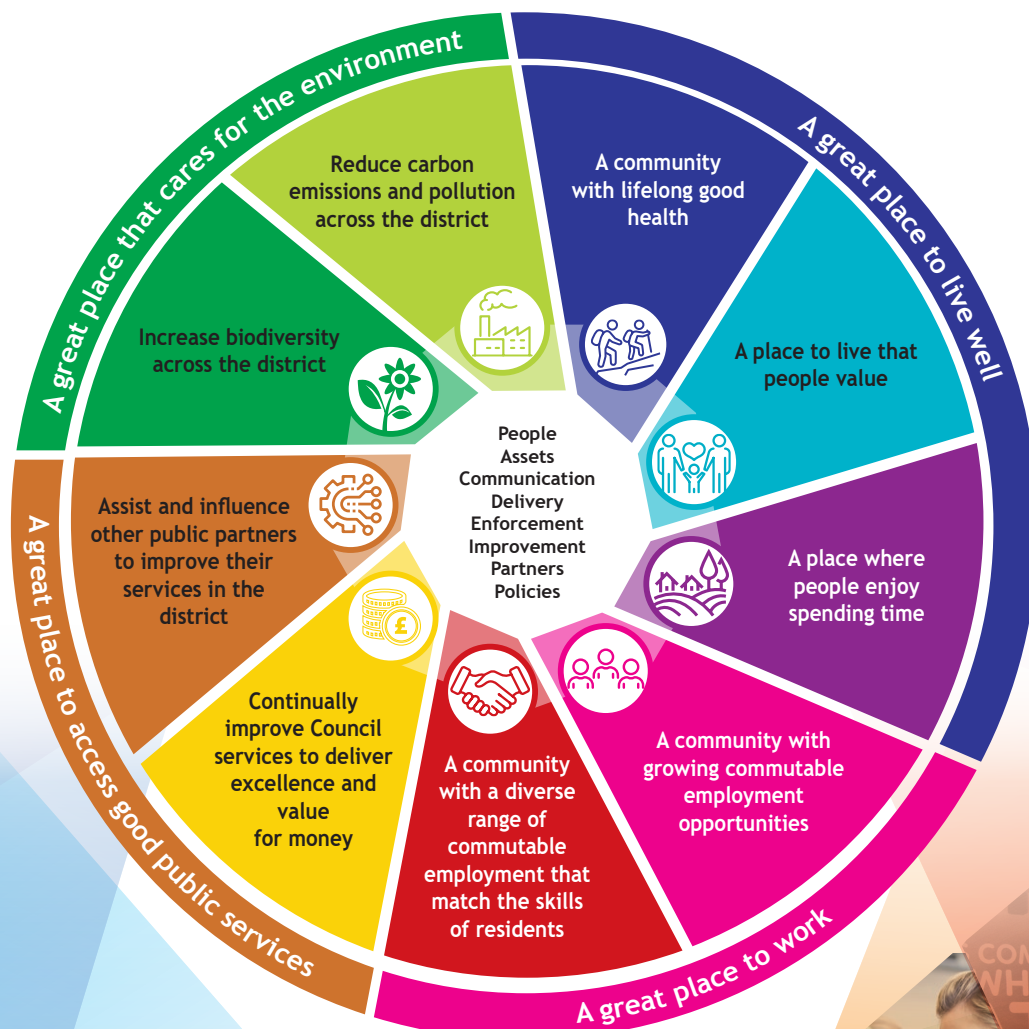 A great place that cares for the environment
A great place to live well
Reduce carbon
emissions and pollution
across the district
A community
with lifelong good
health
Increase biodiversity
across the district
A place to live that
people value
People
Assets
Communication
Delivery
Enforcement
Improvement
Partners
Policies
Assist and influence
other public partners
to improve their
services in the
district
A place where
people enjoy
spending time
£
Continually
improve Council
services to deliver
excellence and
value
for money
A community
with a diverse
range of
commutable
employment that
match the skills
of residents
A community with
growing commutable
employment
opportunities
A great place to access good public services
A great place to work